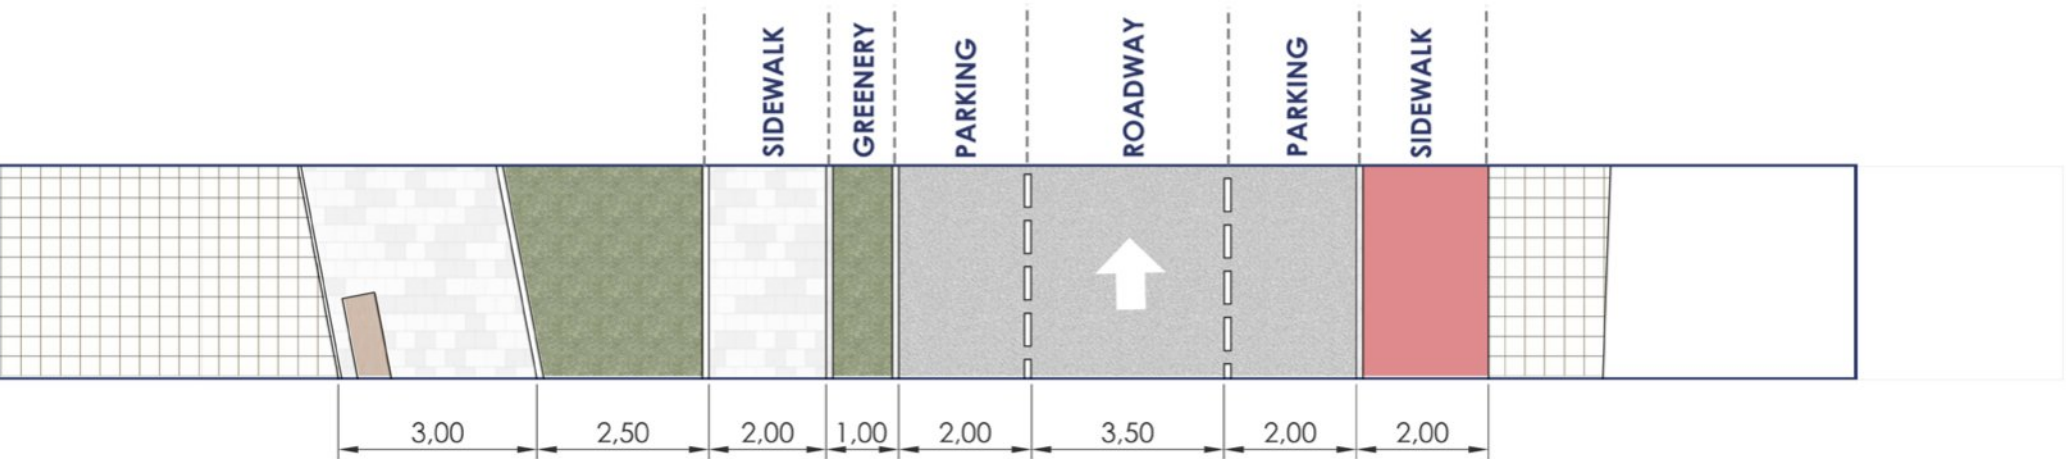 SIDEWALK
GREENERY
PARKING
ROADWAY
PARKING
SIDEWALK
3,00
2,50
2,00
1,00
2,00
3,50
2,00
2,00